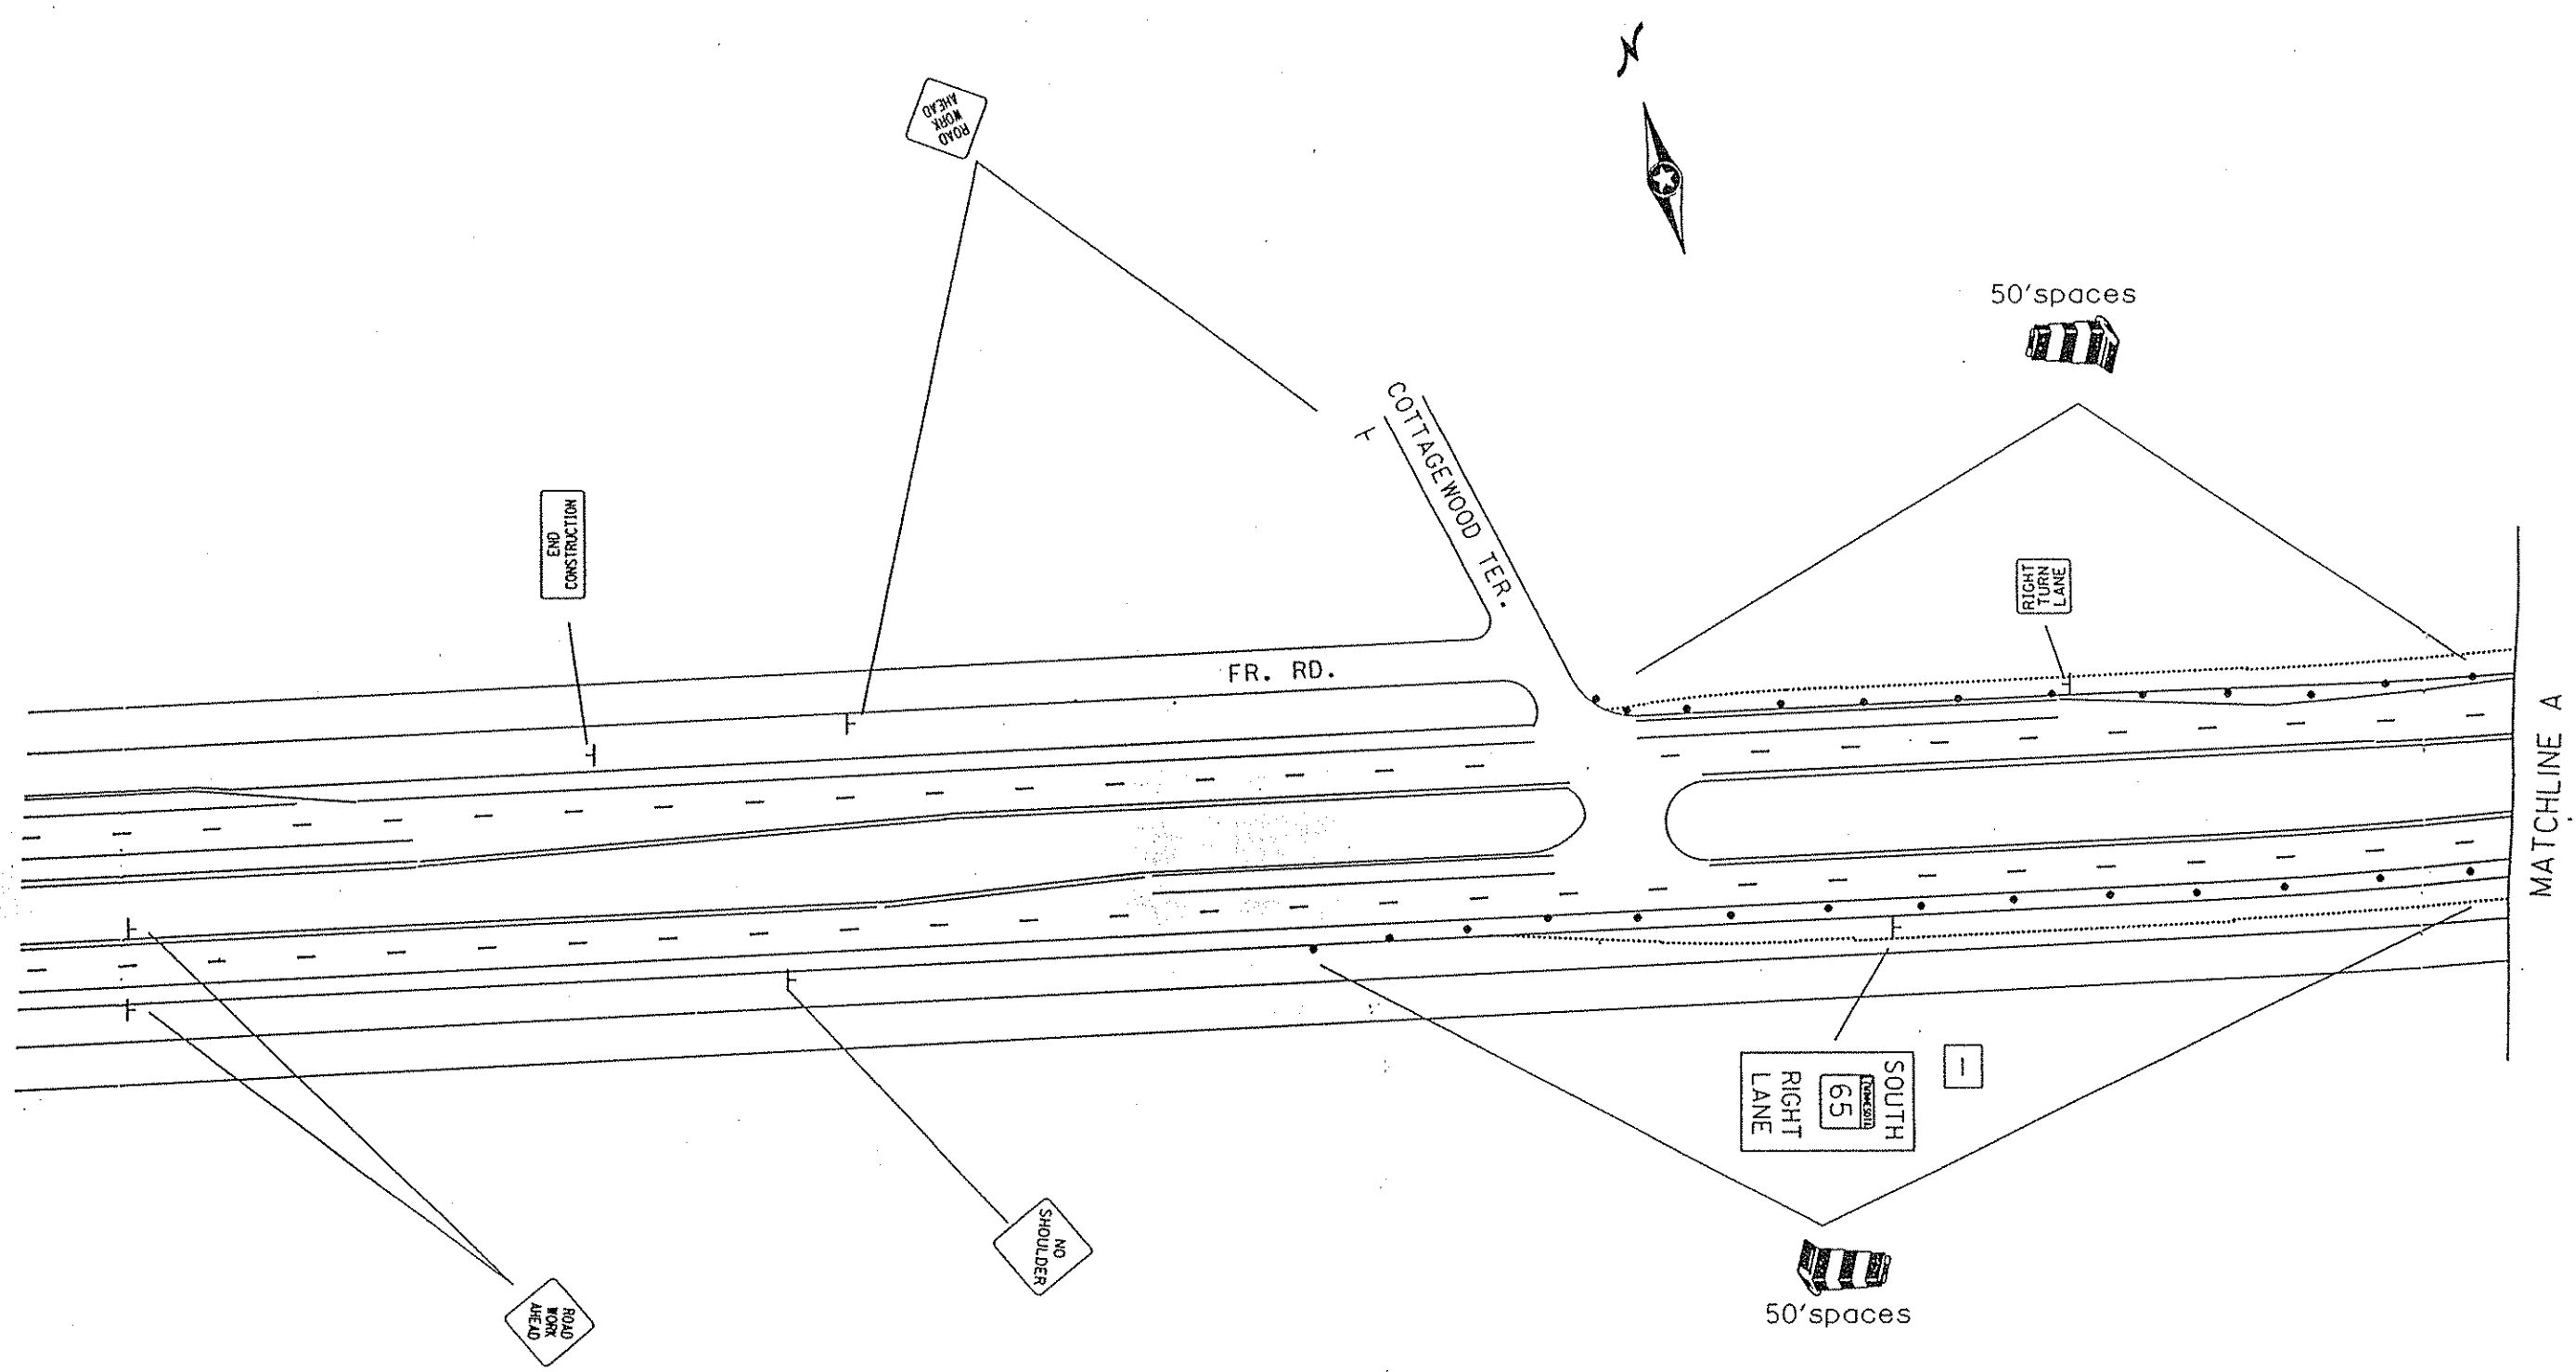 N
ROAD
WORK
AHEAD
50'spaces
COTTAGEWOOD TER.
END
CONSTRUCTION
RIGHT
TURN
LANE
FR. RD.
MATCHLINE A
SOUTH
MINNESOTA
65
RIGHT
LANE
NO
SHOULDER
ROAD
WORK
AHEAD
50'spaces